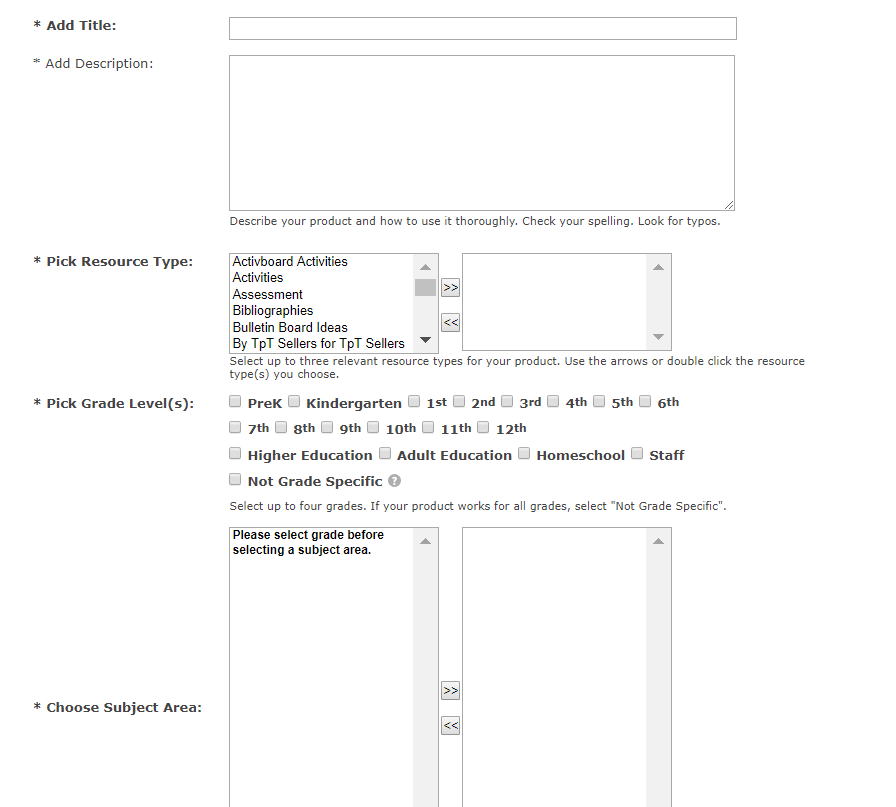 * Add Title:
* Add Description:
Describe your product and how to use it thoroughly. Check your spelling. Look for typos.
* Pick Resource Type:
Activboard Activities
Activities
Assessment
Bibliographies
Bulletin Board Ideas
By TpT Sellers for TpT Sellers
>>
<<
Select up to three relevant resource types for your product. Use the arrows or double click the resource
type(s) you choose.
* Pick Grade Level(s):
PreK Kindergarten 1st 2nd 3rd 4th 5th 6th
7th 8th 9th 10th 11th 12th
Higher Education Adult Education Homeschool Staff
Not Grade Specific ?
Select up to four grades. If your product works for all grades, select "Not Grade Specific".
* Choose Subject Area:
Please select grade before
selecting a subject area.
>>
<<